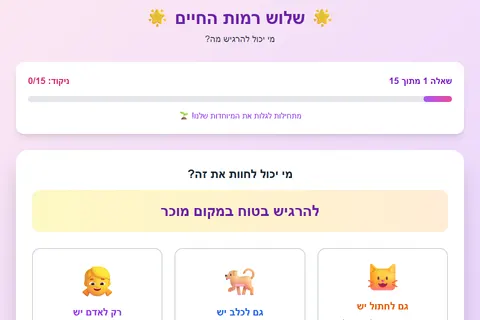 🌟 שלוש רמות החיים 🌟
מי יכול להרגיש מה?
שאלה 1 מתוך 15
ניקוד: 0/15
מתחילות לגלות את המיוחדות שלנו! 🌱
מי יכול לחוות את זה?
להרגיש בטוח במקום מוכר
גם לחתול יש
גם לכלב יש
רק לאדם יש